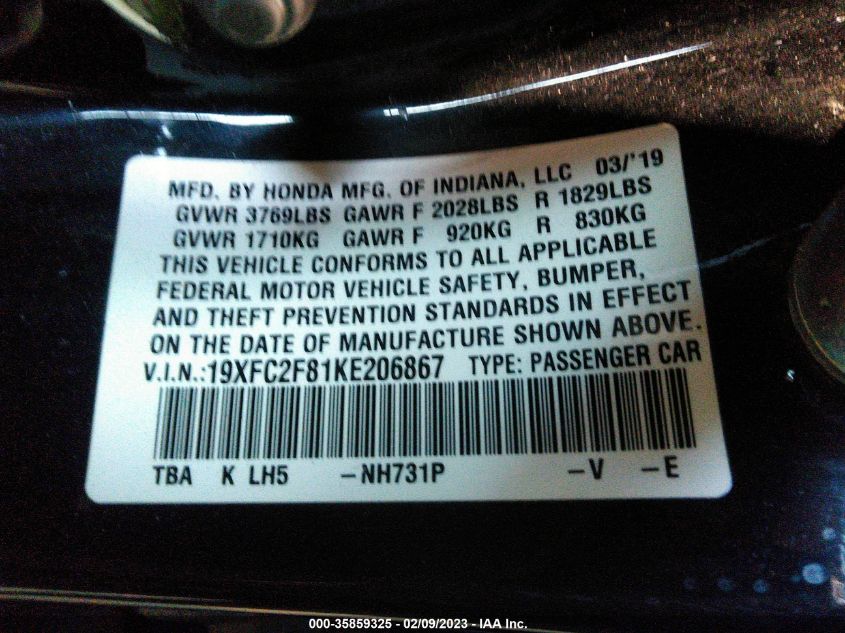 MFD. BY HONDA MFG. OF INDIANA, LLC 03/'19
GVWR 3769LBS GAWR F 2028LBS R 1829LBS
GVWR 1710KG GAWR F 920KG R 830KG
THIS VEHICLE CONFORMS TO ALL APPLICABLE
FEDERAL MOTOR VEHICLE SAFETY, BUMPER,
AND THEFT PREVENTION STANDARDS IN EFFECT
ON THE DATE OF MANUFACTURE SHOWN ABOVE.
V.I.N.:19XFC2F81KE206867 TYPE: PASSENGER CAR
TBA K LH5 –NH731P –V –E
000-35859325 - 02/09/2023 - IAA Inc.